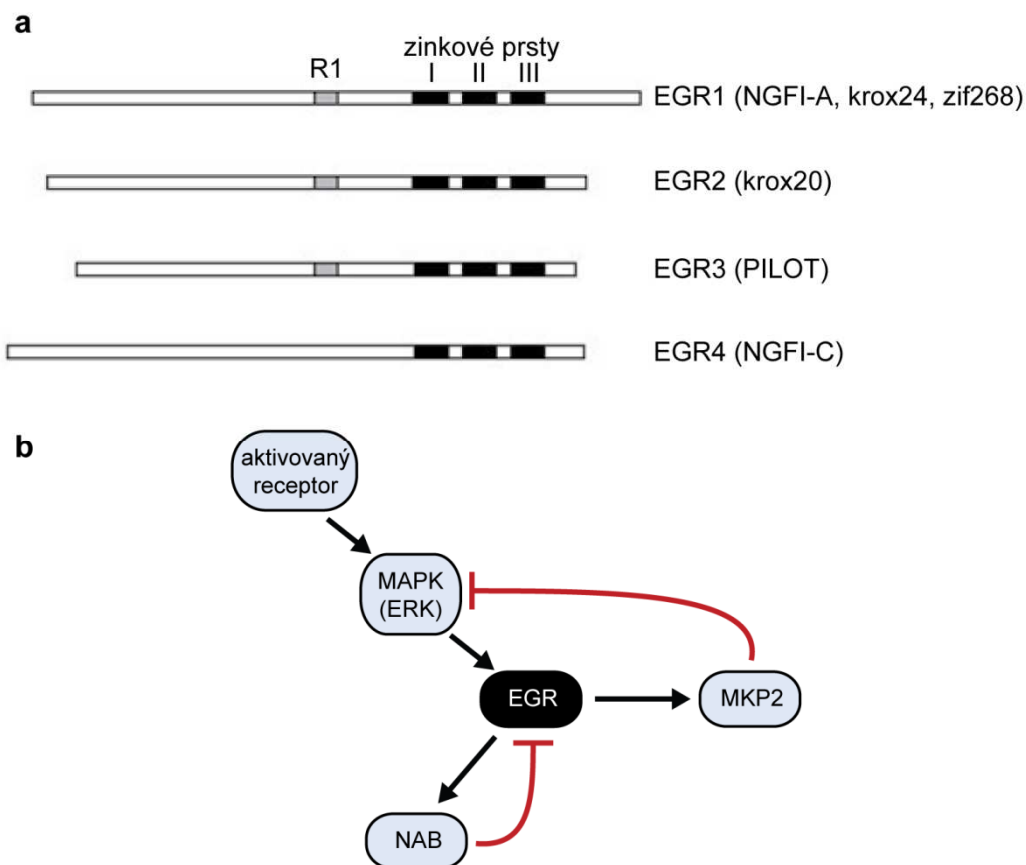 a
zinkové prsty
R1 I II III
EGR1 (NGFI-A, krox24, zif268)
EGR2 (krox20)
EGR3 (PILOT)
EGR4 (NGFI-C)
b
aktivovaný
receptor
MAPK
(ERK)
EGR
MKP2
NAB